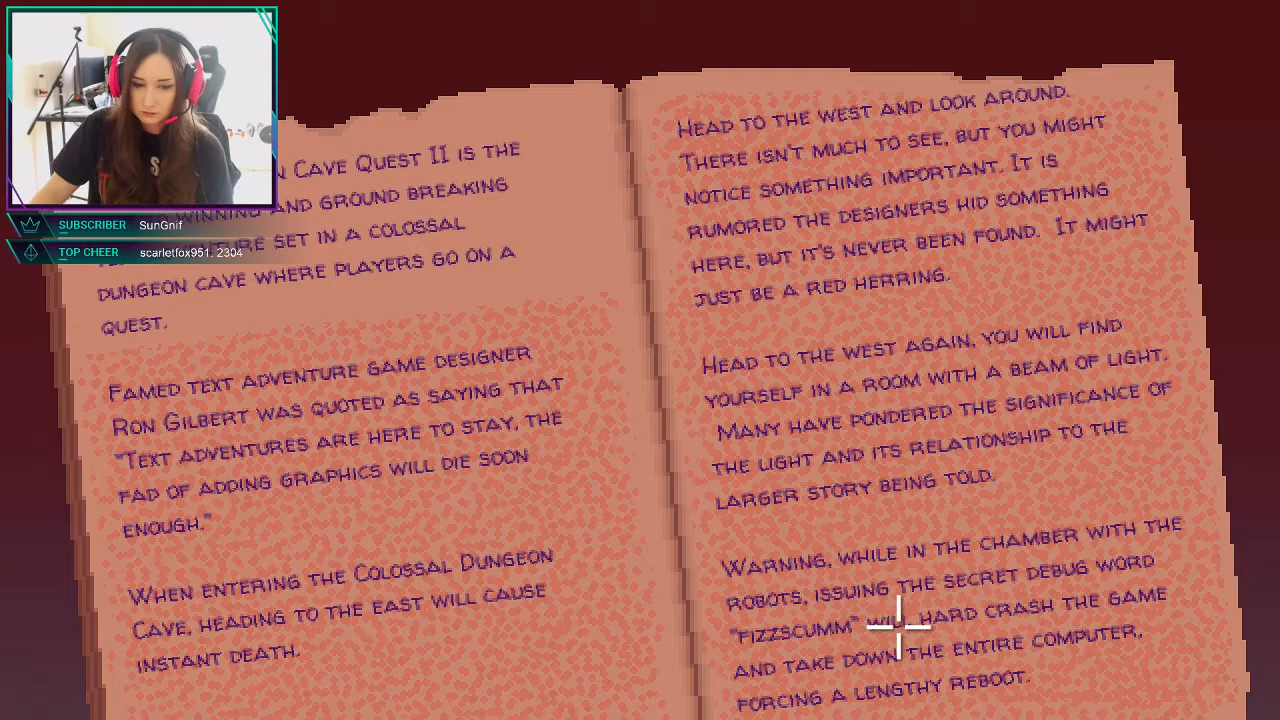 SUBSCRIBER SunGnif
TOP CHEER scarletfox951. 2304
CAVE QUEST II IS THE
WINNING AND GROUND BREAKING
SET IN A COLOSSAL
DUNGEON CAVE WHERE PLAYERS GO ON A
QUEST.
FAMED TEXT ADVENTURE GAME DESIGNER
RON GILBERT WAS QUOTED AS SAYING THAT
"TEXT ADVENTURES ARE HERE TO STAY, THE
FAD OF ADDING GRAPHICS WILL DIE SOON
ENOUGH."
WHEN ENTERING THE COLOSSAL DUNGEON
CAVE, HEADING TO THE EAST WILL CAUSE
INSTANT DEATH.
HEAD TO THE WEST AND LOOK AROUND.
THERE ISN'T MUCH TO SEE, BUT YOU MIGHT
NOTICE SOMETHING IMPORTANT. IT IS
RUMORED THE DESIGNERS HID SOMETHING
HERE, BUT IT'S NEVER BEEN FOUND. IT MIGHT
JUST BE A RED HERRING.
HEAD TO THE WEST AGAIN, YOU WILL FIND
YOURSELF IN A ROOM WITH A BEAM OF LIGHT.
MANY HAVE PONDERED THE SIGNIFICANCE OF
THE LIGHT AND ITS RELATIONSHIP TO THE
LARGER STORY BEING TOLD.
WARNING, WHILE IN THE CHAMBER WITH THE
ROBOTS, ISSUING THE SECRET DEBUG WORD
"FIZZSCUMM" WILL HARD CRASH THE GAME
AND TAKE DOWN THE ENTIRE COMPUTER,
FORCING A LENGTHY REBOOT.